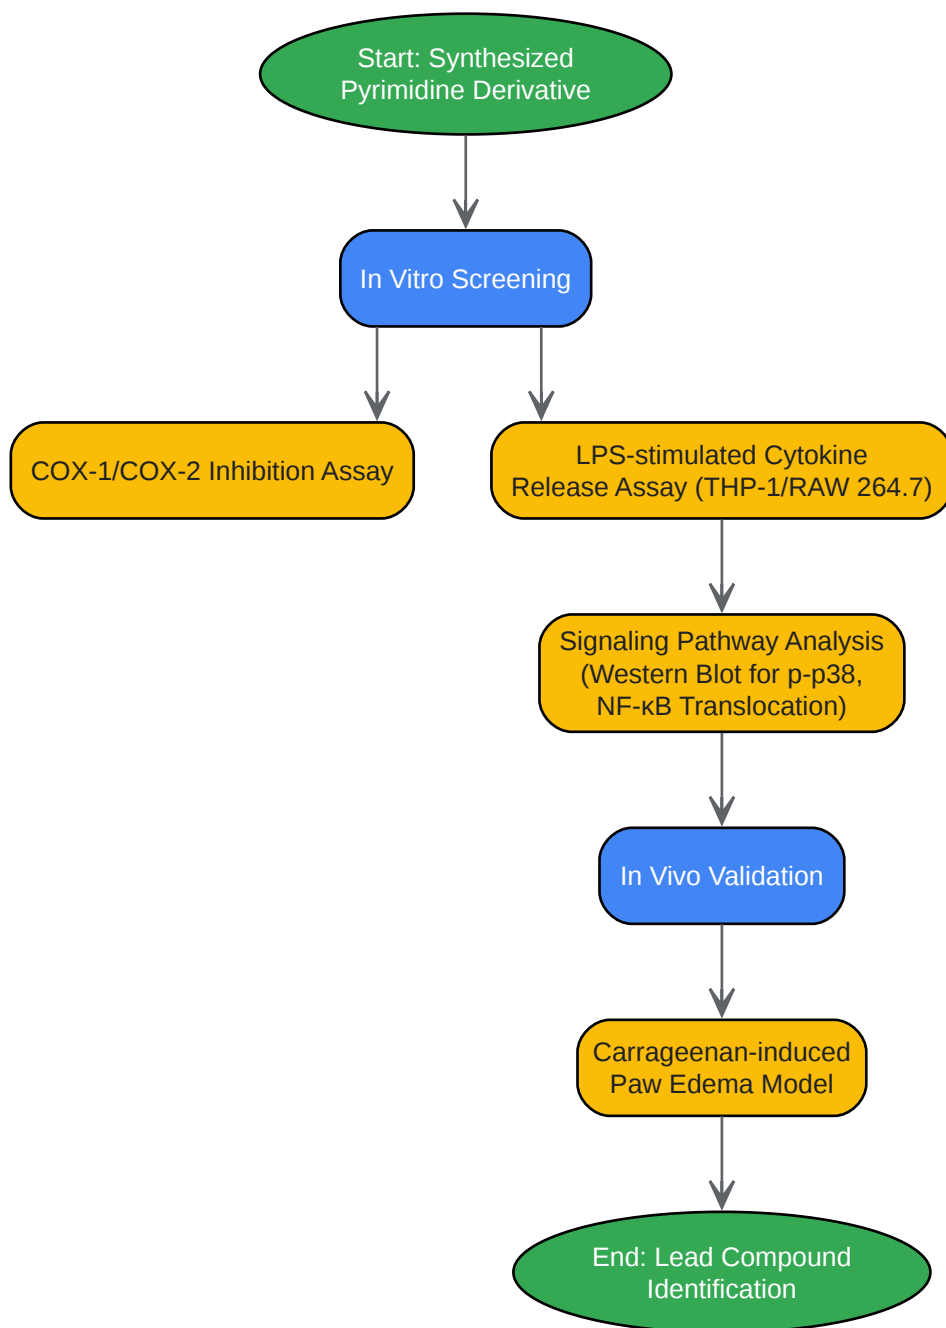 Start: Synthesized
Pyrimidine Derivative
In Vitro Screening
COX-1/COX-2 Inhibition Assay
LPS-stimulated Cytokine
Release Assay (THP-1/RAW 264.7)
Signaling Pathway Analysis
(Western Blot for p-p38,
NF-κB Translocation)
In Vivo Validation
Carrageenan-induced
Paw Edema Model
End: Lead Compound
Identification